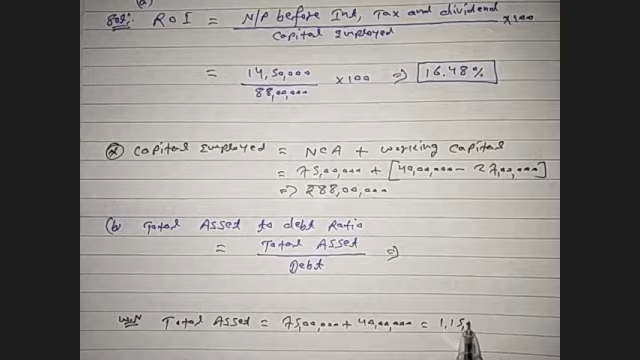 (a)
Sol: ROI = N/P before Int, Tax and dividend / Capital Employed ×100
= 14,50,000 / 88,00,000 ×100 ⇒ 16.48%
(*) Capital Employed = NCA + working capital
= 75,00,000 + [40,00,000 - 27,00,000]
⇒ ₹88,00,000
(b) Total Asset to debt Ratio
= Total Asset / Debt ⇒
W.N Total Asset = 75,00,000 + 40,00,000 = 1,15,